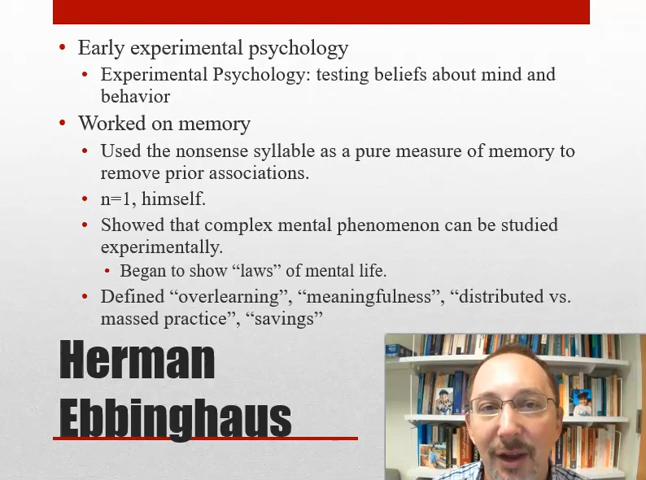 Early experimental psychology
Experimental Psychology: testing beliefs about mind and
behavior
Worked on memory
Used the nonsense syllable as a pure measure of memory to
remove prior associations.
n=1, himself.
Showed that complex mental phenomenon can be studied
experimentally.
Began to show “laws” of mental life.
Defined “overlearning”, “meaningfulness”, “distributed vs.
massed practice”, “savings”
Herman
Ebbinghaus